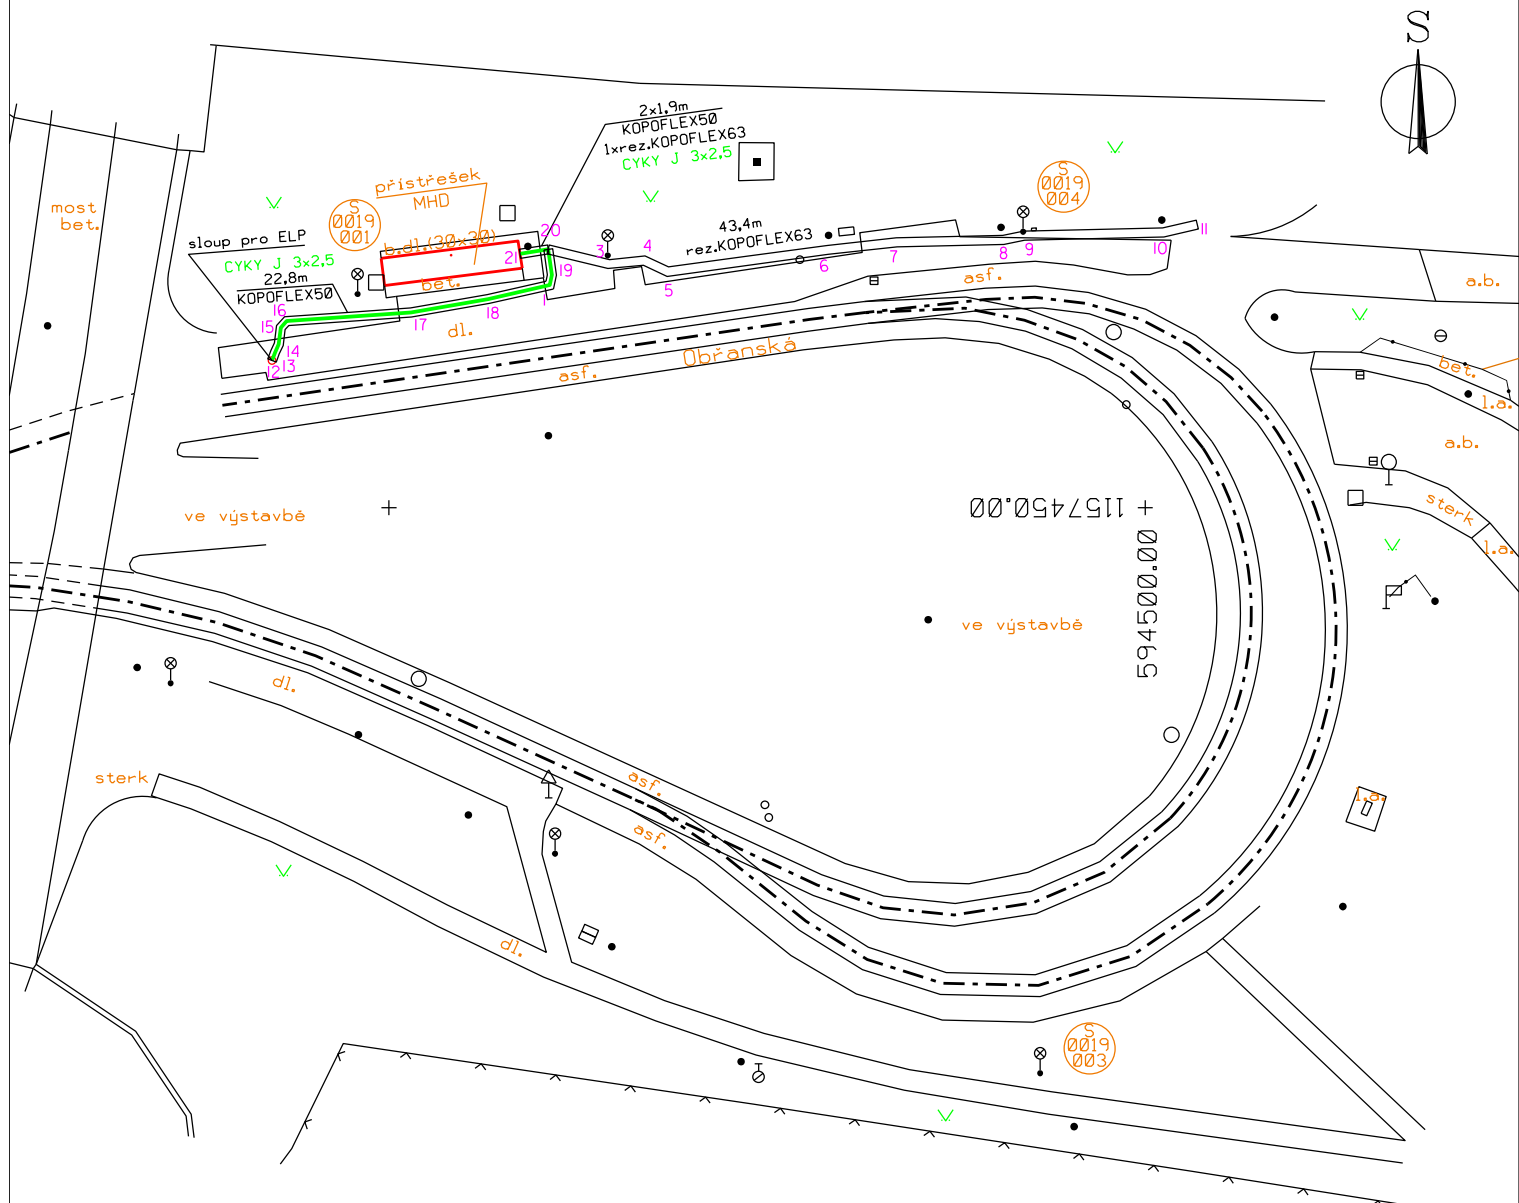 S
2x1.9m
KOPOFLEX50
1xrez.KOPOFLEX63
CYKY J 3x2,5
S
0019
004
přístřešek
MHD
most
bet.
S
0019
001
b.dl.(30x30)
sloup pro ELP
CYKY J 3x2,5
22,8m
KOPOFLEX50
43,4m
rez.KOPOFLEX63
1
3
4
5
6
7
8
9
10
11
12
13
14
15
16
17
18
19
20
21
bet.
dl.
asf.
Obřanská
asf.
a.b.
bet.
l.a.
a.b.
sterk
l.a.
ve výstavbě
+ 1157450.00
594500.00
ve výstavbě
dl.
sterk
asf.
asf.
l.a.
dl.
S
0019
003